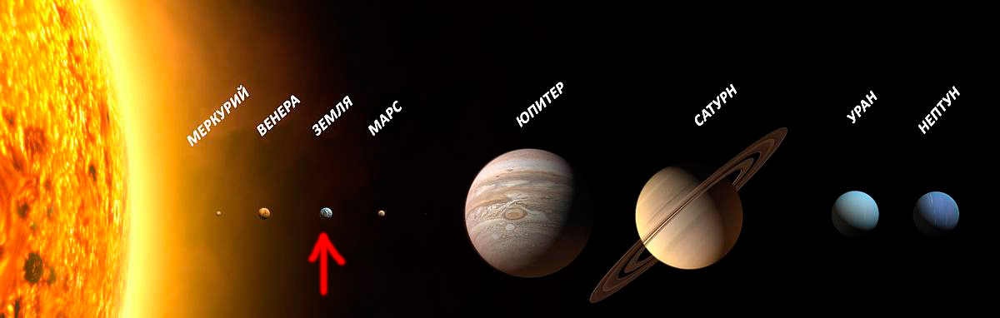 МЕРКУРИЙ
ВЕНЕРА
ЗЕМЛЯ
МАРС
ЮПИТЕР
САТУРН
УРАН
НЕПТУН